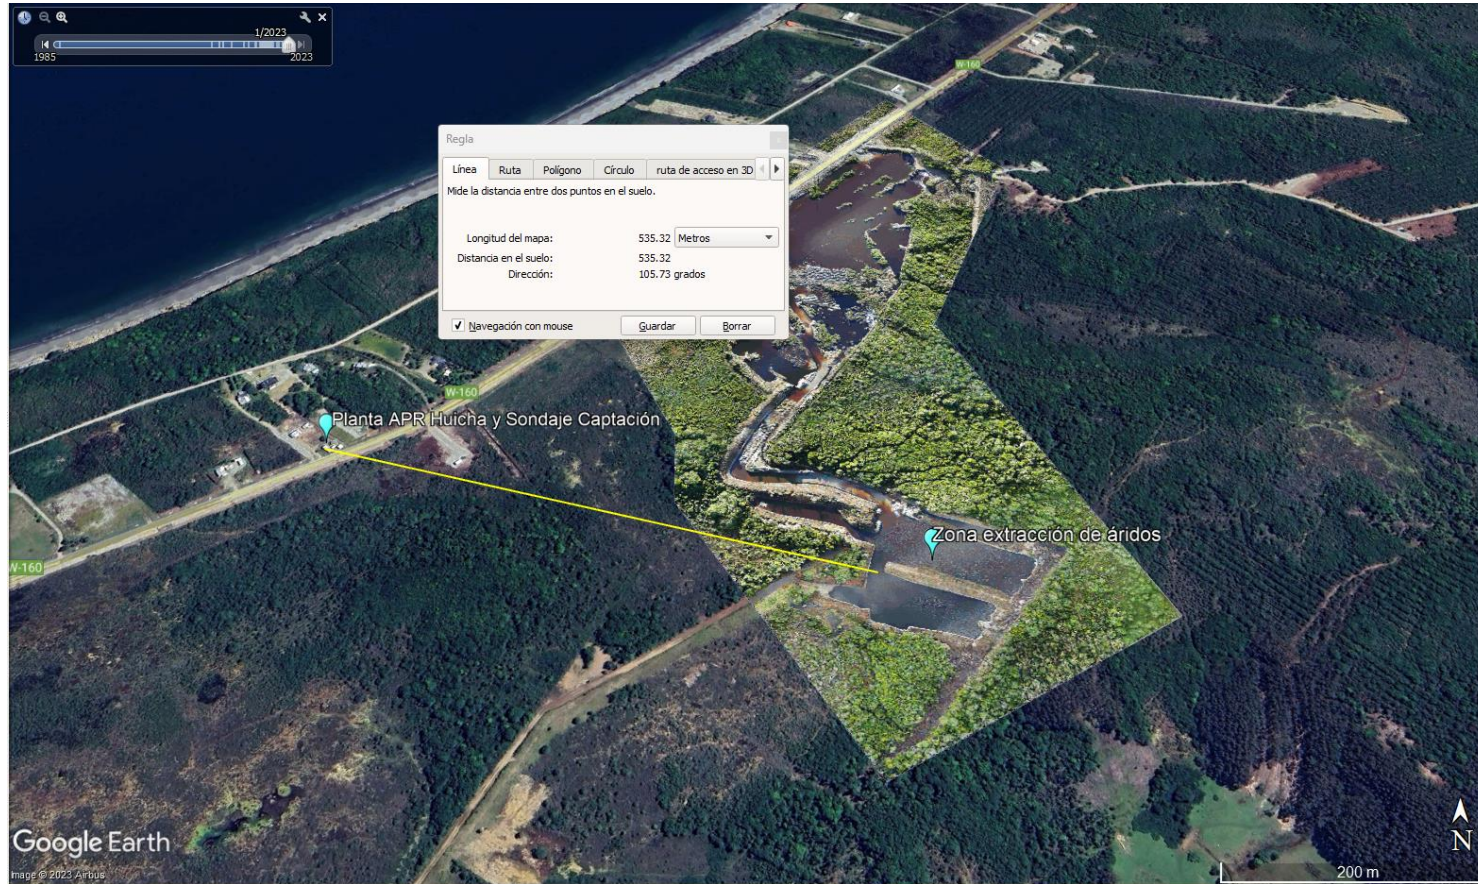 1/2023
1985
2023
W-160
Regla
Línea
Ruta
Polígono
Círculo
ruta de acceso en 3D
Mide la distancia entre dos puntos en el suelo.
Longitud del mapa:
535.32
Metros
Distancia en el suelo:
535.32
Dirección:
105.73 grados
Navegación con mouse
Guardar
Borrar
W-160
Planta APR Huicha y Sondaje Captación
Zona extracción de áridos
W-160
Google Earth
Image © 2023 Airbus
N
200 m